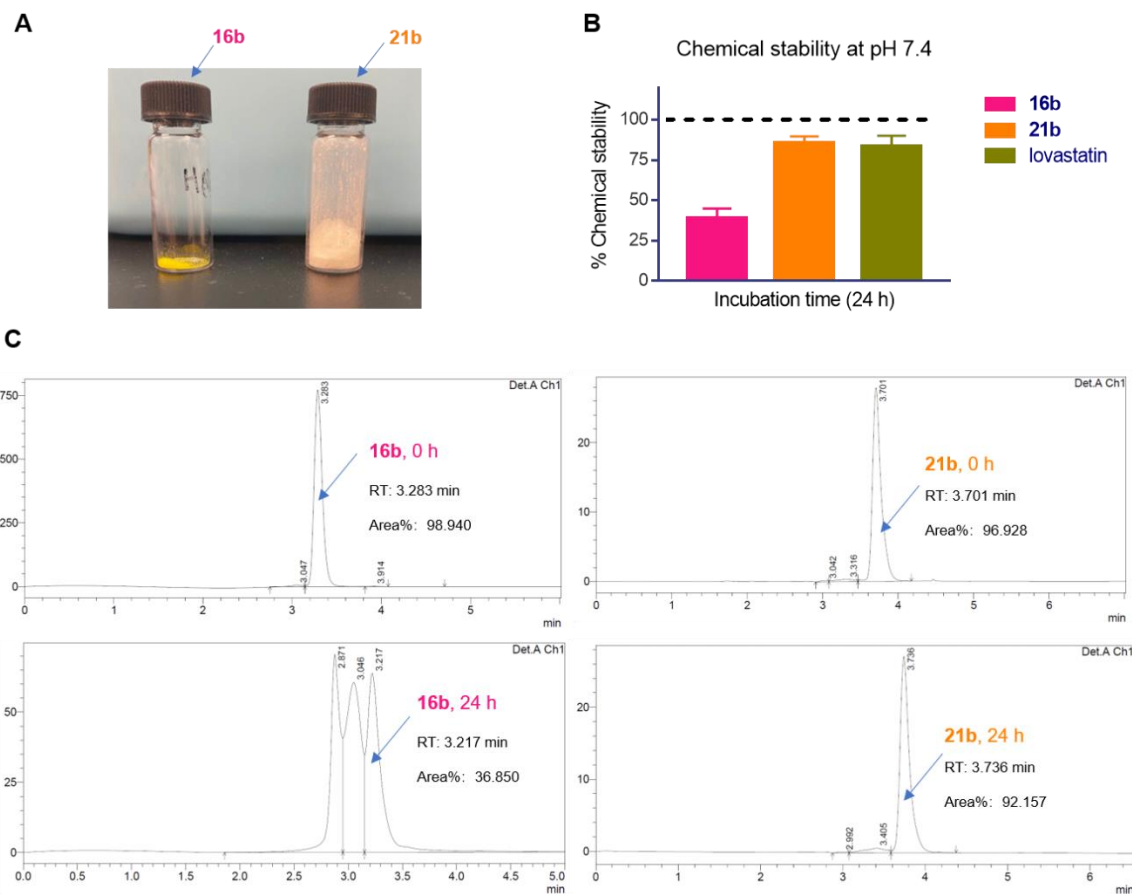 A
16b
21b
He
B
Chemical stability at pH 7.4
% Chemical stability
100
75
50
25
0
Incubation time (24 h)
16b
21b
lovastatin
C
Det.A Ch1
750
500
250
0
3.047
3.283
3.914
16b, 0 h
RT: 3.283 min
Area%: 98.940
0 1 2 3 4 5
min
Det.A Ch1
20
10
0
3.042
3.316
3.701
21b, 0 h
RT: 3.701 min
Area%: 96.928
0 1 2 3 4 5 6
min
Det.A Ch1
50
25
0
2.871
3.046
3.217
16b, 24 h
RT: 3.217 min
Area%: 36.850
0.0 0.5 1.0 1.5 2.0 2.5 3.0 3.5 4.0 4.5 5.0
min
Det.A Ch1
20
10
0
2.992
3.405
3.736
21b, 24 h
RT: 3.736 min
Area%: 92.157
0 1 2 3 4 5 6
min